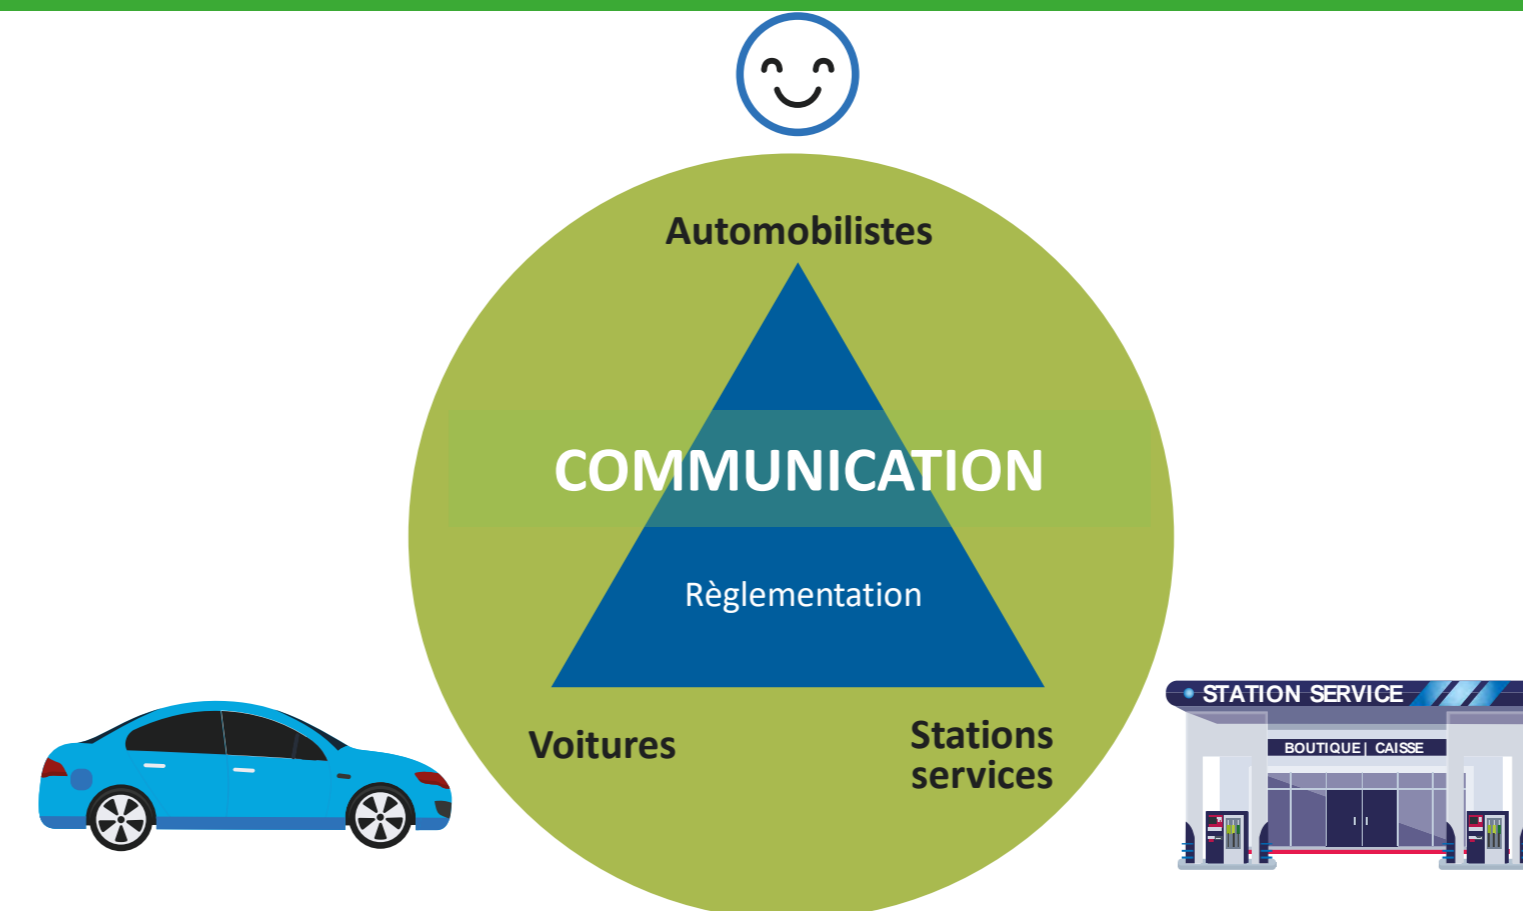 Automobilistes
COMMUNICATION
Règlementation
Voitures
Stations
services
STATION SERVICE
BOUTIQUE | CAISSE